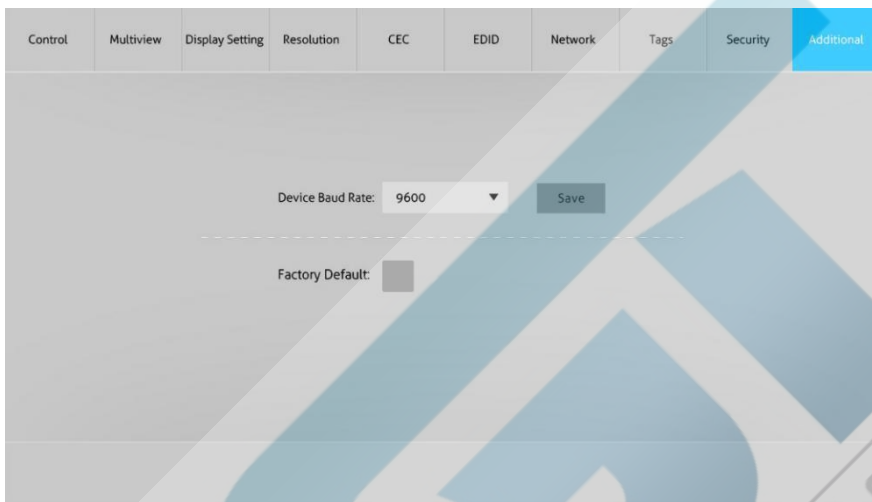 Control Multiview Display Setting Resolution CEC EDID Network Tags Security Additional
Device Baud Rate: 9600 Save
Factory Default: